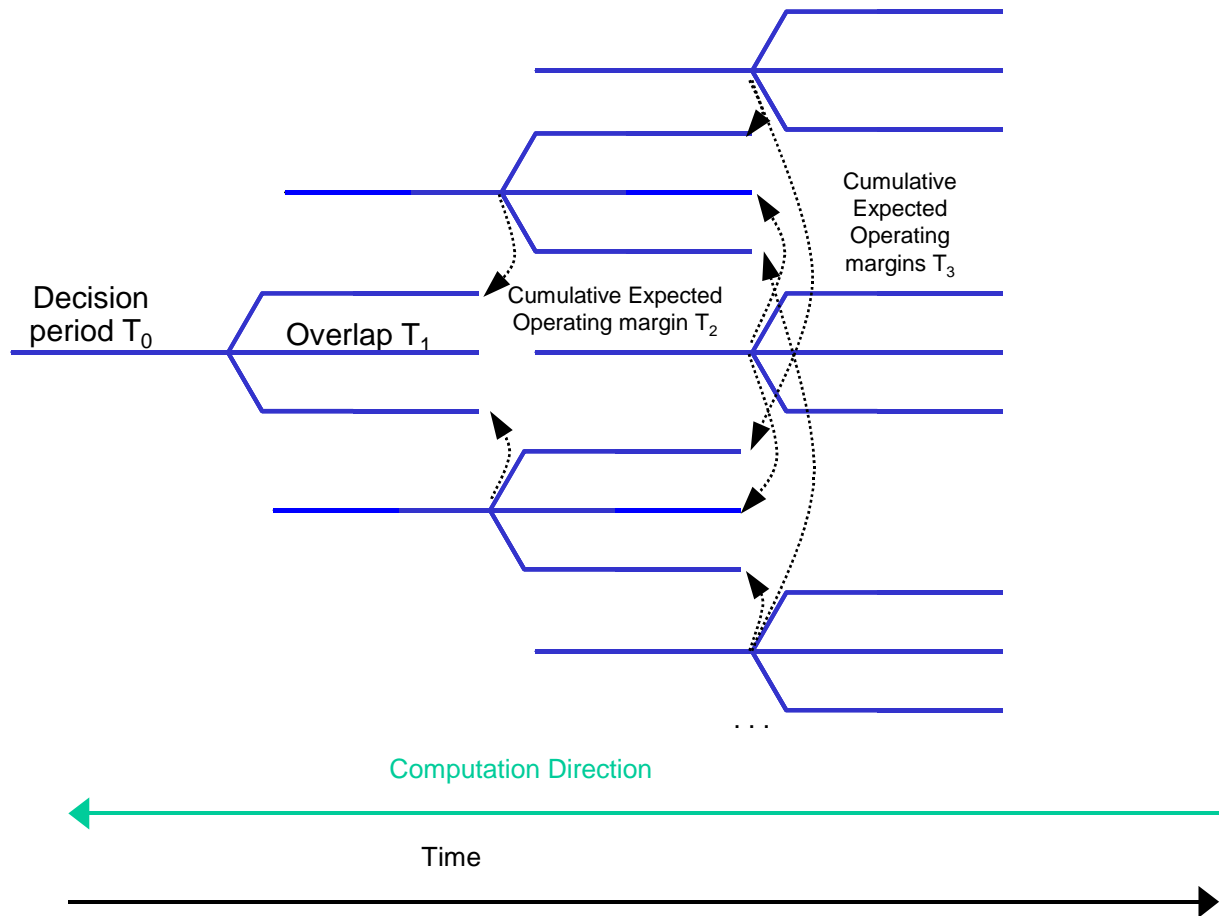 Decision
period T0
Overlap T1
Cumulative Expected
Operating margin T2
Cumulative
Expected
Operating
margins T3
. . .
Computation Direction
Time